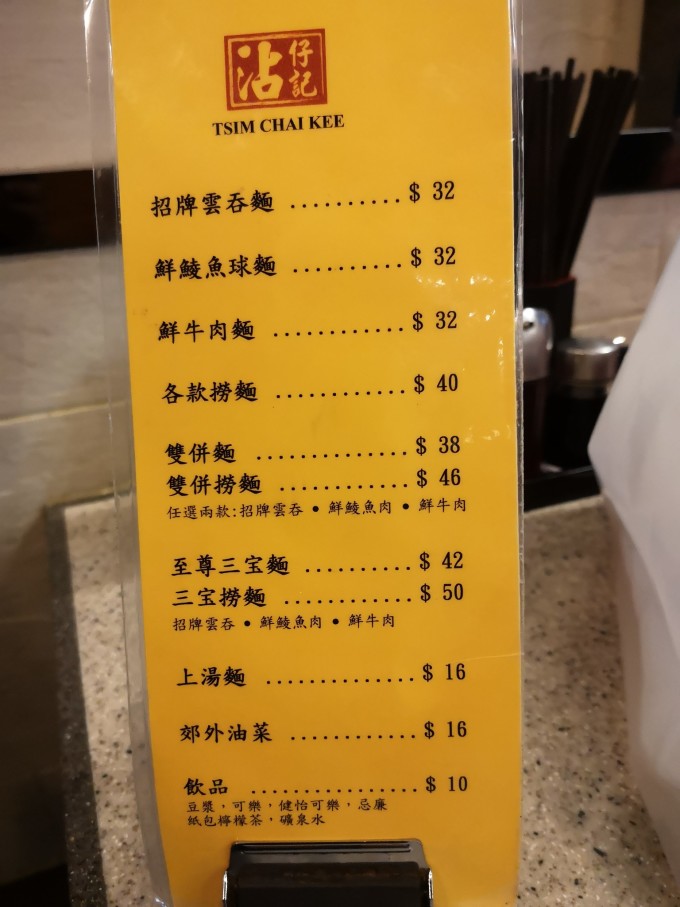 沾仔記
TSIM CHAI KEE
招牌雲吞麵 .......... $ 32
鮮鯪魚球麵 .......... $ 32
鮮牛肉麵 ............ $ 32
各款撈麵 ............ $ 40
雙併麵 .............. $ 38
雙併撈麵 ............ $ 46
任選兩款:招牌雲吞 • 鮮鯪魚肉 • 鮮牛肉
至尊三宝麵 .......... $ 42
三宝撈麵 ............ $ 50
招牌雲吞 • 鮮鯪魚肉 • 鮮牛肉
上湯麵 .............. $ 16
郊外油菜 ............ $ 16
飲品 ................ $ 10
豆漿，可樂，健怡可樂，忌廉
紙包檸檬茶，礦泉水